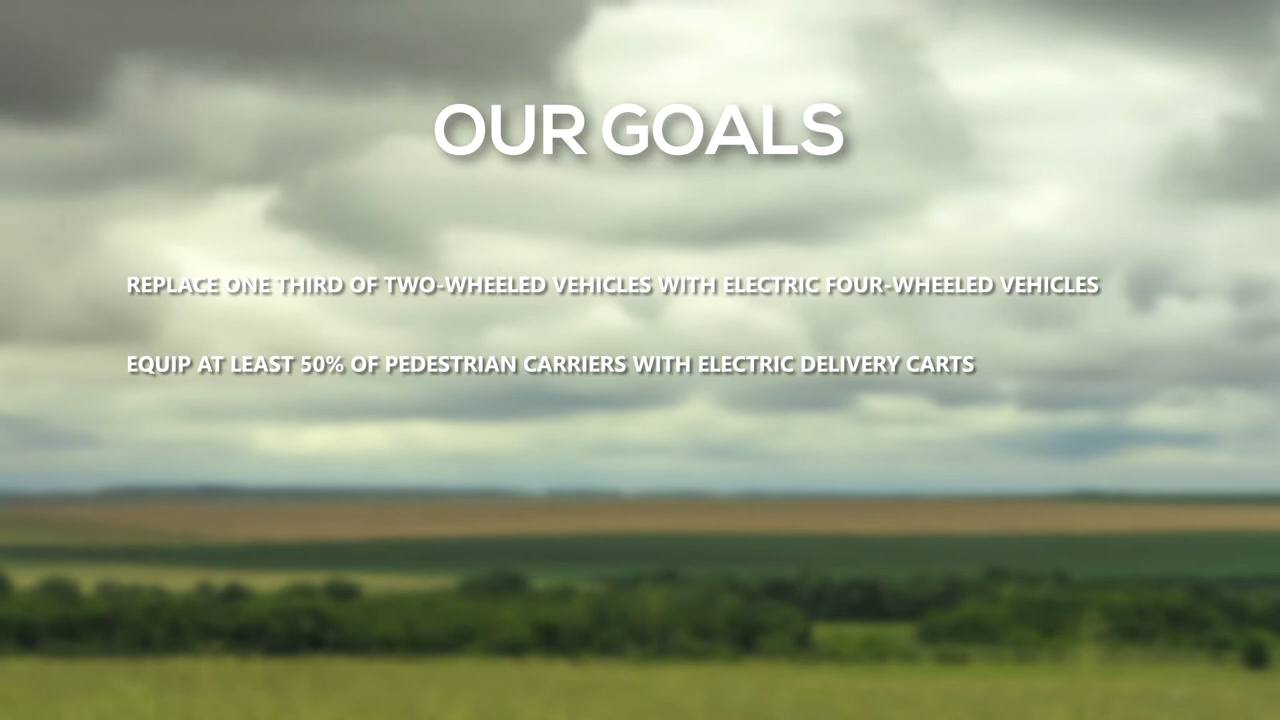 OUR GOALS
REPLACE ONE THIRD OF TWO-WHEELED VEHICLES WITH ELECTRIC FOUR-WHEELED VEHICLES
EQUIP AT LEAST 50% OF PEDESTRIAN CARRIERS WITH ELECTRIC DELIVERY CARTS